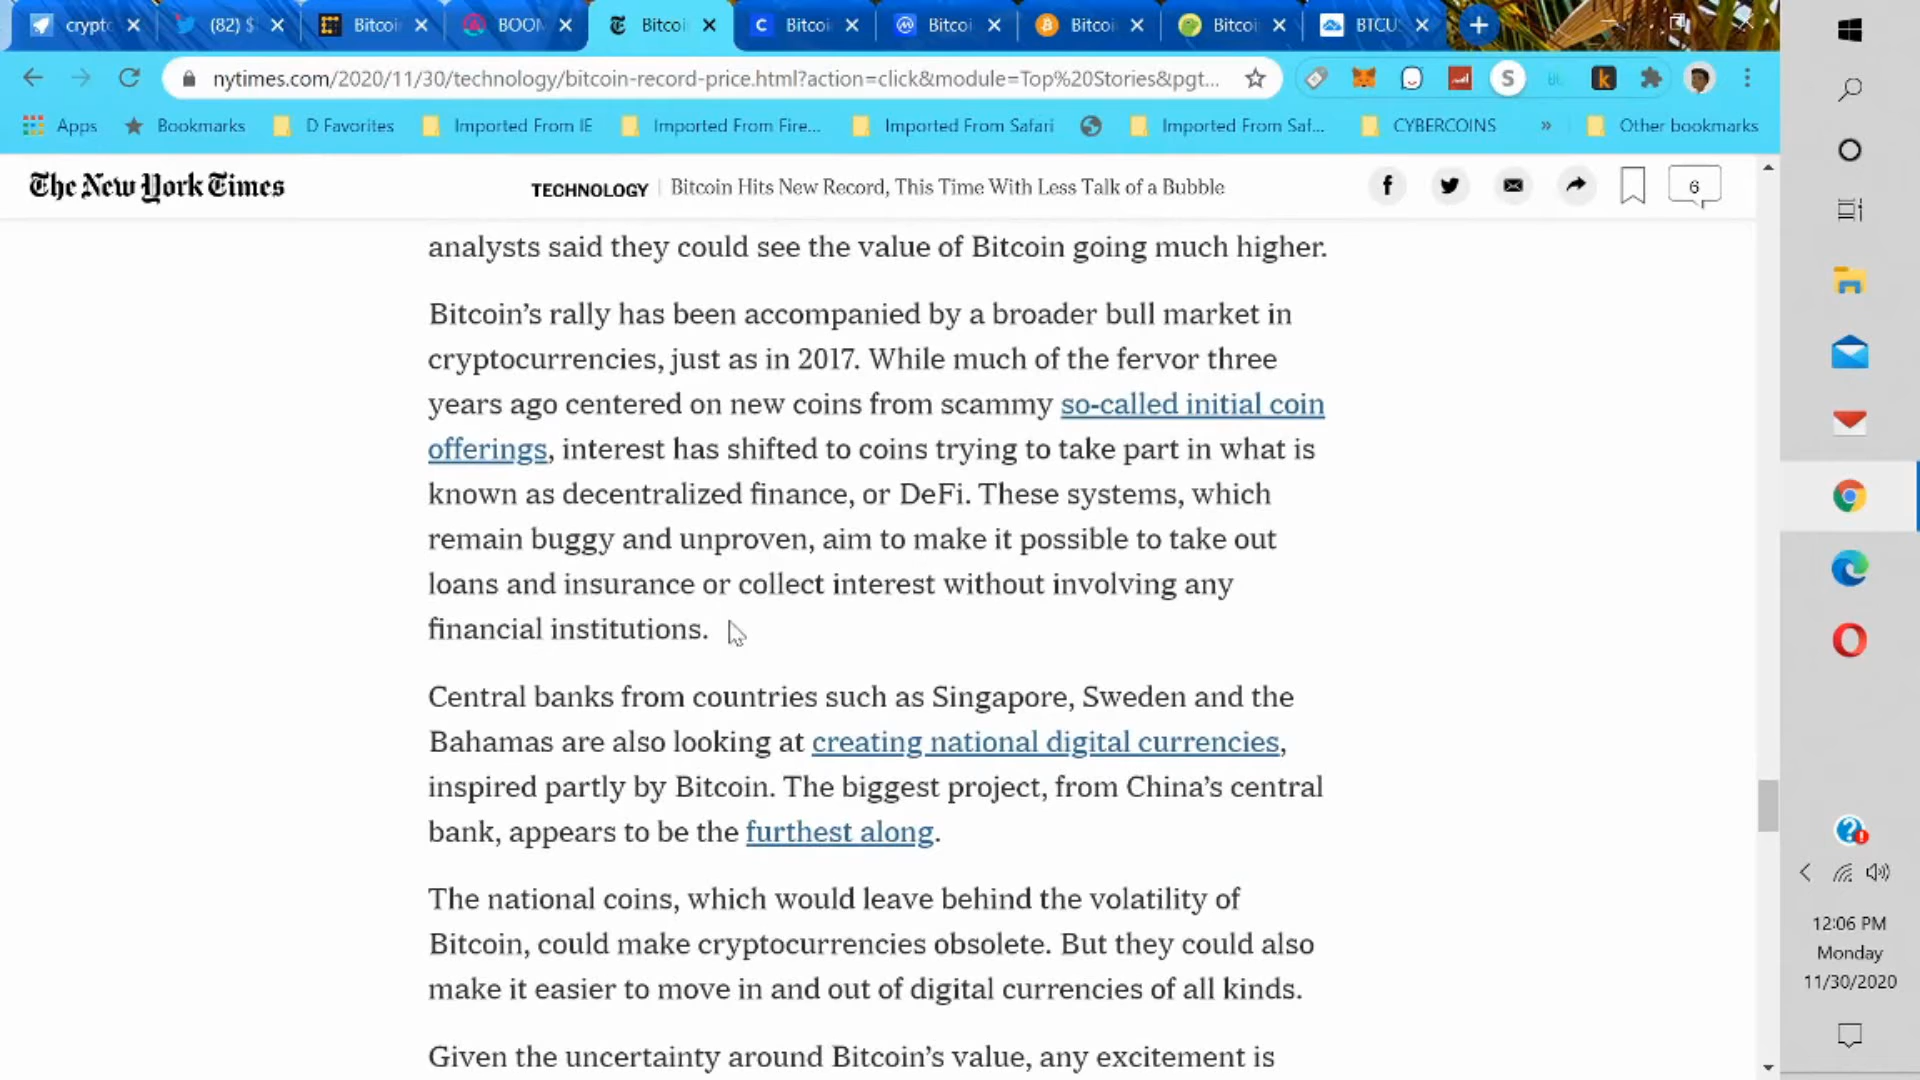 crypto
(82) $
Bitcoi
BOOM
Bitcoi
Bitcoi
Bitcoi
Bitcoi
Bitcoi
BTCU
nytimes.com/2020/11/30/technology/bitcoin-record-price.html?action=click&module=Top%20Stories&pgt...
Apps
Bookmarks
D Favorites
Imported From IE
Imported From Fire...
Imported From Safari
Imported From Saf...
CYBERCOINS
»
Other bookmarks
The New York Times
TECHNOLOGY | Bitcoin Hits New Record, This Time With Less Talk of a Bubble
6
analysts said they could see the value of Bitcoin going much higher.
Bitcoin’s rally has been accompanied by a broader bull market in
cryptocurrencies, just as in 2017. While much of the fervor three
years ago centered on new coins from scammy so-called initial coin
offerings, interest has shifted to coins trying to take part in what is
known as decentralized finance, or DeFi. These systems, which
remain buggy and unproven, aim to make it possible to take out
loans and insurance or collect interest without involving any
financial institutions.
Central banks from countries such as Singapore, Sweden and the
Bahamas are also looking at creating national digital currencies,
inspired partly by Bitcoin. The biggest project, from China’s central
bank, appears to be the furthest along.
The national coins, which would leave behind the volatility of
Bitcoin, could make cryptocurrencies obsolete. But they could also
make it easier to move in and out of digital currencies of all kinds.
Given the uncertainty around Bitcoin’s value, any excitement is
12:06 PM
Monday
11/30/2020